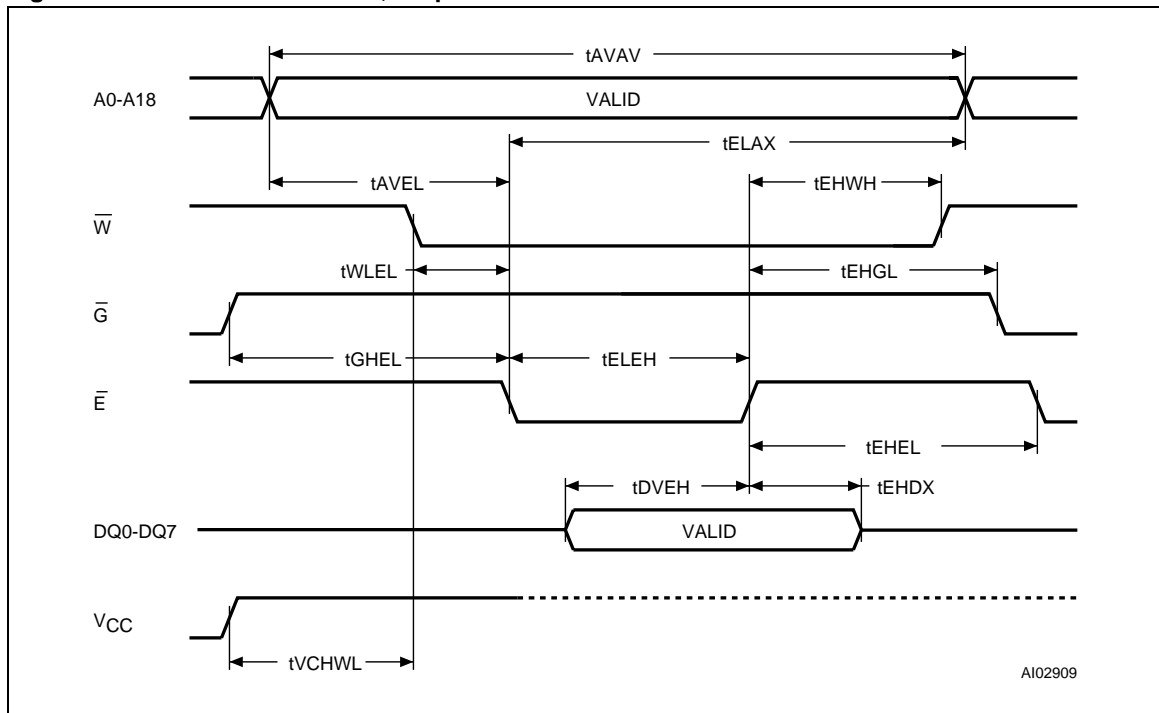 tAVAV
A0-A18
VALID
tELAX
tAVEL
tEHWH
W
tWLEL
tEHGL
G
tGHEL
tELEH
E
tEHEL
tDVEH
tEHDX
DQ0-DQ7
VALID
VCC
tVCHWL
AI02909